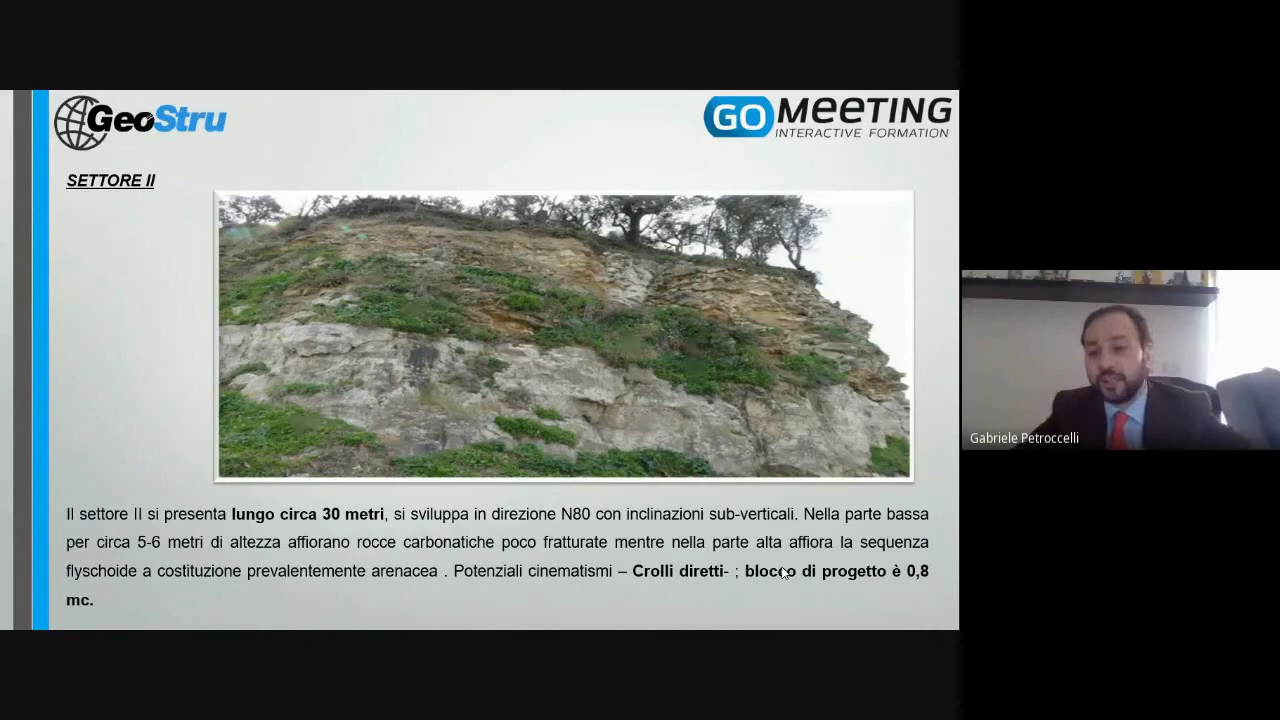 GeoStru
GO MEETING
INTERACTIVE FORMATION
SETTORE II
Il settore II si presenta lungo circa 30 metri, si sviluppa in direzione N80 con inclinazioni sub-verticali. Nella parte bassa
per circa 5-6 metri di altezza affiorano rocce carbonatiche poco fratturate mentre nella parte alta affiora la sequenza
flyschoide a costituzione prevalentemente arenacea . Potenziali cinematismi – Crolli diretti- ; blocco di progetto è 0,8
mc.
Gabriele Petroccelli